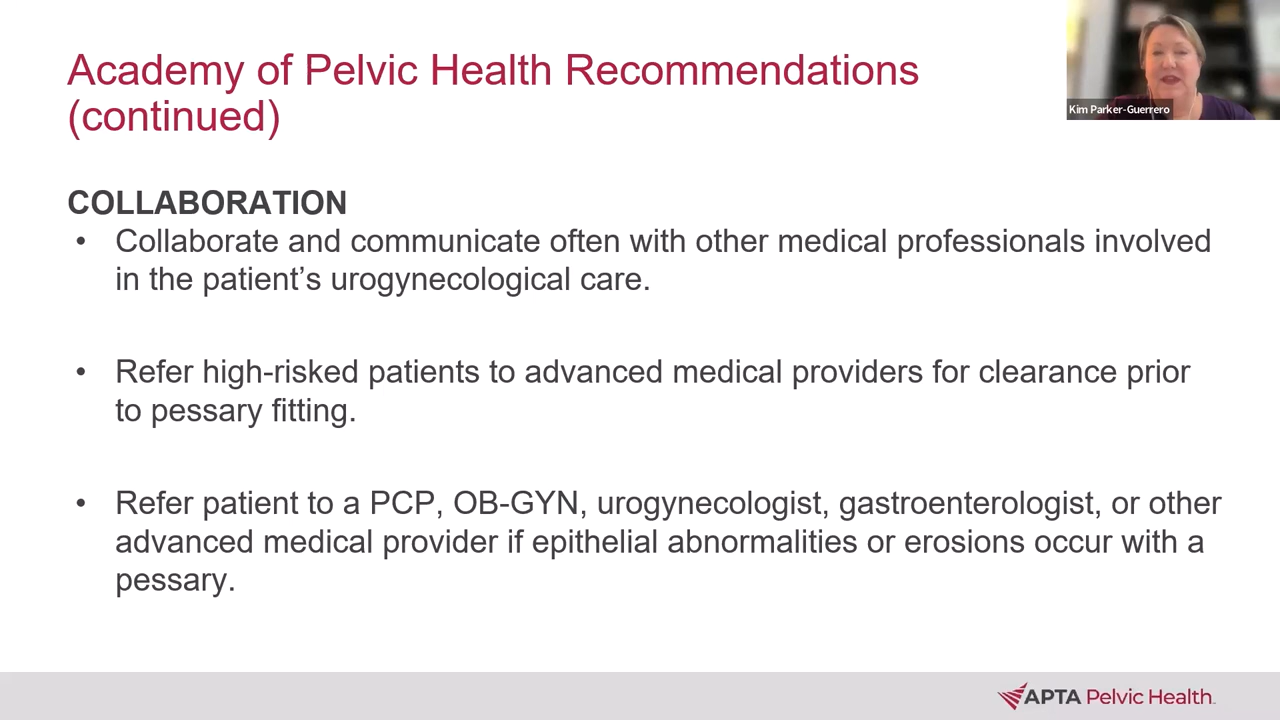 Academy of Pelvic Health Recommendations
(continued)
Kim Parker-Guerrero
COLLABORATION
• Collaborate and communicate often with other medical professionals involved
in the patient’s urogynecological care.
• Refer high-risked patients to advanced medical providers for clearance prior
to pessary fitting.
• Refer patient to a PCP, OB-GYN, urogynecologist, gastroenterologist, or other
advanced medical provider if epithelial abnormalities or erosions occur with a
pessary.
APTA Pelvic Health